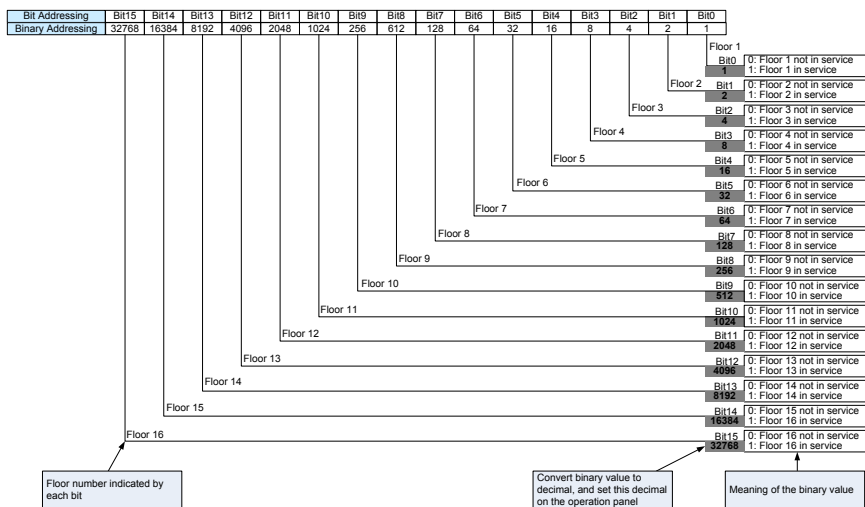 Bit Addressing Bit15 Bit14 Bit13 Bit12 Bit11 Bit10 Bit9 Bit8 Bit7 Bit6 Bit5 Bit4 Bit3 Bit2 Bit1 Bit0
Binary Addressing 32768 16384 8192 4096 2048 1024 256 612 128 64 32 16 8 4 2 1
Floor 1
Bit0 0: Floor 1 not in service
1 1: Floor 1 in service
Floor 2 Bit1 0: Floor 2 not in service
2 1: Floor 2 in service
Floor 3 Bit2 0: Floor 3 not in service
4 1: Floor 3 in service
Floor 4 Bit3 0: Floor 4 not in service
8 1: Floor 4 in service
Floor 5 Bit4 0: Floor 5 not in service
16 1: Floor 5 in service
Floor 6 Bit5 0: Floor 6 not in service
32 1: Floor 6 in service
Floor 7 Bit6 0: Floor 7 not in service
64 1: Floor 7 in service
Floor 8 Bit7 0: Floor 8 not in service
128 1: Floor 8 in service
Floor 9 Bit8 0: Floor 9 not in service
256 1: Floor 9 in service
Floor 10 Bit9 0: Floor 10 not in service
512 1: Floor 10 in service
Floor 11 Bit10 0: Floor 11 not in service
1024 1: Floor 11 in service
Floor 12 Bit11 0: Floor 12 not in service
2048 1: Floor 12 in service
Floor 13 Bit12 0: Floor 13 not in service
4096 1: Floor 13 in service
Floor 14 Bit13 0: Floor 14 not in service
8192 1: Floor 14 in service
Floor 15 Bit14 0: Floor 15 not in service
16384 1: Floor 16 in service
Floor 16 Bit15 0: Floor 16 not in service
32768 1: Floor 16 in service
Floor number indicated by
each bit
Convert binary value to
decimal, and set this decimal
on the operation panel
Meaning of the binary value